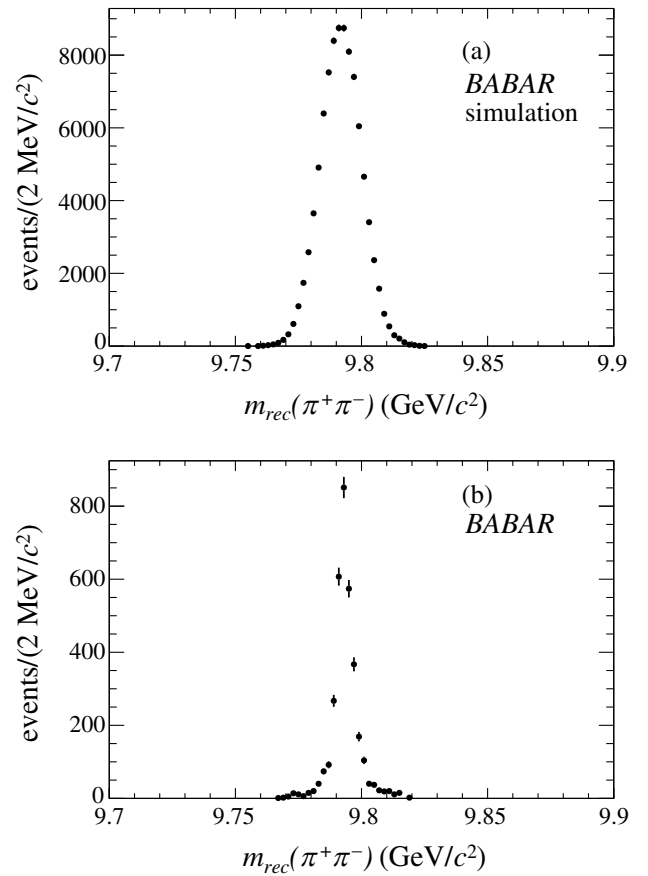 (a)
BABAR
simulation
events/(2 MeV/c²)
8000
6000
4000
2000
0
9.7 9.75 9.8 9.85 9.9
m_rec(π⁺π⁻) (GeV/c²)
(b)
BABAR
events/(2 MeV/c²)
800
600
400
200
0
9.7 9.75 9.8 9.85 9.9
m_rec(π⁺π⁻) (GeV/c²)